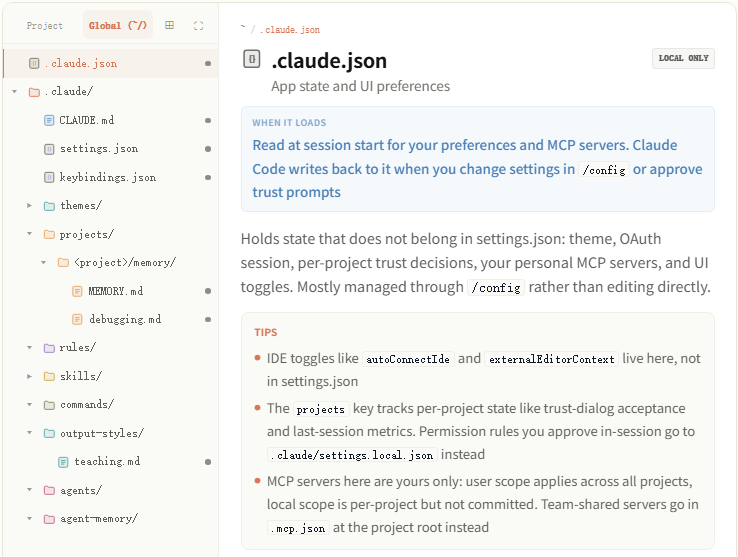 Project
Global (~/)
.claude.json
.claude/
CLAUDE.md
settings.json
keybindings.json
themes/
projects/
<project>/memory/
MEMORY.md
debugging.md
rules/
skills/
commands/
output-styles/
teaching.md
agents/
agent-memory/
~ / .claude.json
{} .claude.json
LOCAL ONLY
App state and UI preferences
WHEN IT LOADS
Read at session start for your preferences and MCP servers. Claude
Code writes back to it when you change settings in /config or approve
trust prompts
Holds state that does not belong in settings.json: theme, OAuth
session, per-project trust decisions, your personal MCP servers, and UI
toggles. Mostly managed through /config rather than editing directly.
TIPS
IDE toggles like autoConnectIde and externalEditorContext live here, not
in settings.json
The projects key tracks per-project state like trust-dialog acceptance
and last-session metrics. Permission rules you approve in-session go to
.claude/settings.local.json instead
MCP servers here are yours only: user scope applies across all projects,
local scope is per-project but not committed. Team-shared servers go in
.mcp.json at the project root instead